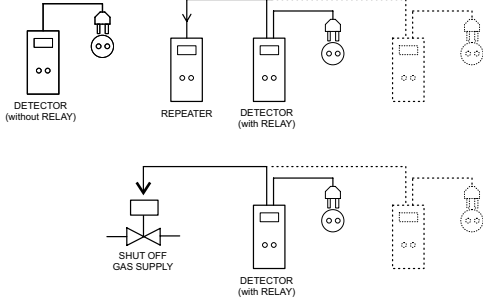 DETECTOR
(without RELAY)
REPEATER
DETECTOR
(with RELAY)
SHUT OFF
GAS SUPPLY
DETECTOR
(with RELAY)